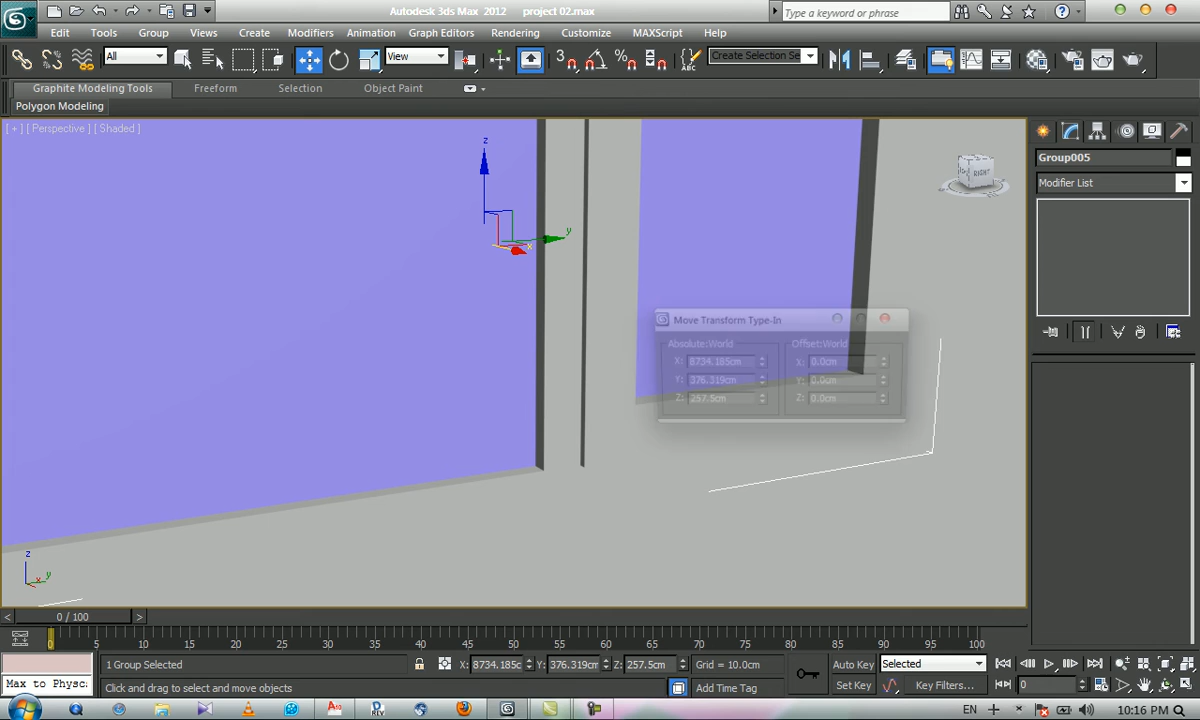 Autodesk 3ds Max 2012 project 02.max
Type a keyword or phrase
Edit Tools Group Views Create Modifiers Animation Graph Editors Rendering Customize MAXScript Help
All
View
3
%
ABC
Create Selection Se
Graphite Modeling Tools Freeform Selection Object Paint
Polygon Modeling
[ + ] [ Perspective ] [ Shaded ]
z
y
x
RIGHT
Group005
Modifier List
Move Transform Type-In
Absolute:World Offset:World
X: 8734.185cm X: 0.0cm
Y: 376.319cm Y: 0.0cm
Z: 257.5cm Z: 0.0cm
z
x y
< 0 / 100 >
0 5 10 15 20 25 30 35 40 45 50 55 60 65 70 75 80 85 90 95 100
1 Group Selected X: 8734.185c Y: 376.319cm Z: 257.5cm Grid = 10.0cm Auto Key Selected
Max to Physc:
Click and drag to select and move objects Add Time Tag Set Key Key Filters... 0
EN 10:16 PM